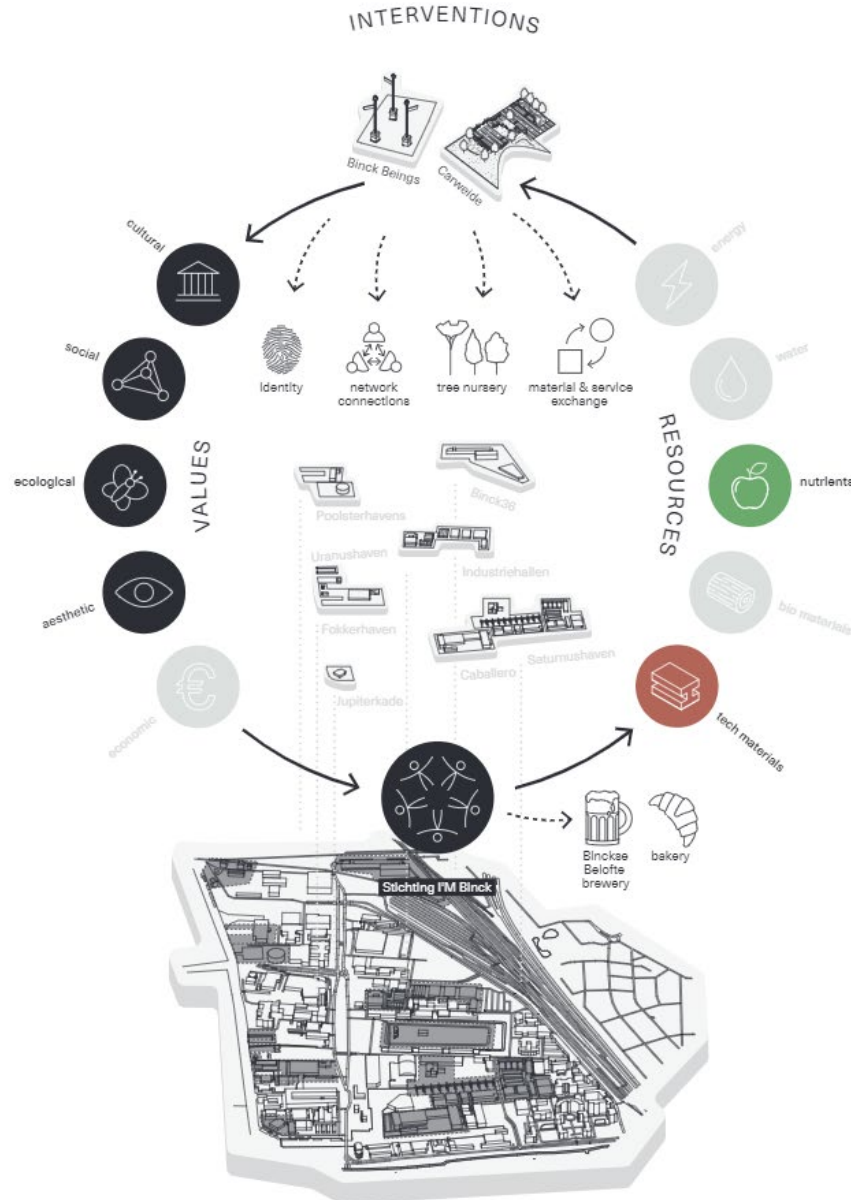 INTERVENTIONS
Binck Beings
Carweide
cultural
energy
social
water
identity
network
connections
tree nursery
material & service
exchange
VALUES
RESOURCES
ecological
nutrients
Poolsterhavens
Binck36
Uranushaven
Industriehallen
aesthetic
bio materials
Fokkerhaven
Caballero
Saturnushaven
Jupiterkade
economic
tech materials
Binckse
Belofte
brewery
bakery
Stichting I'M Binck